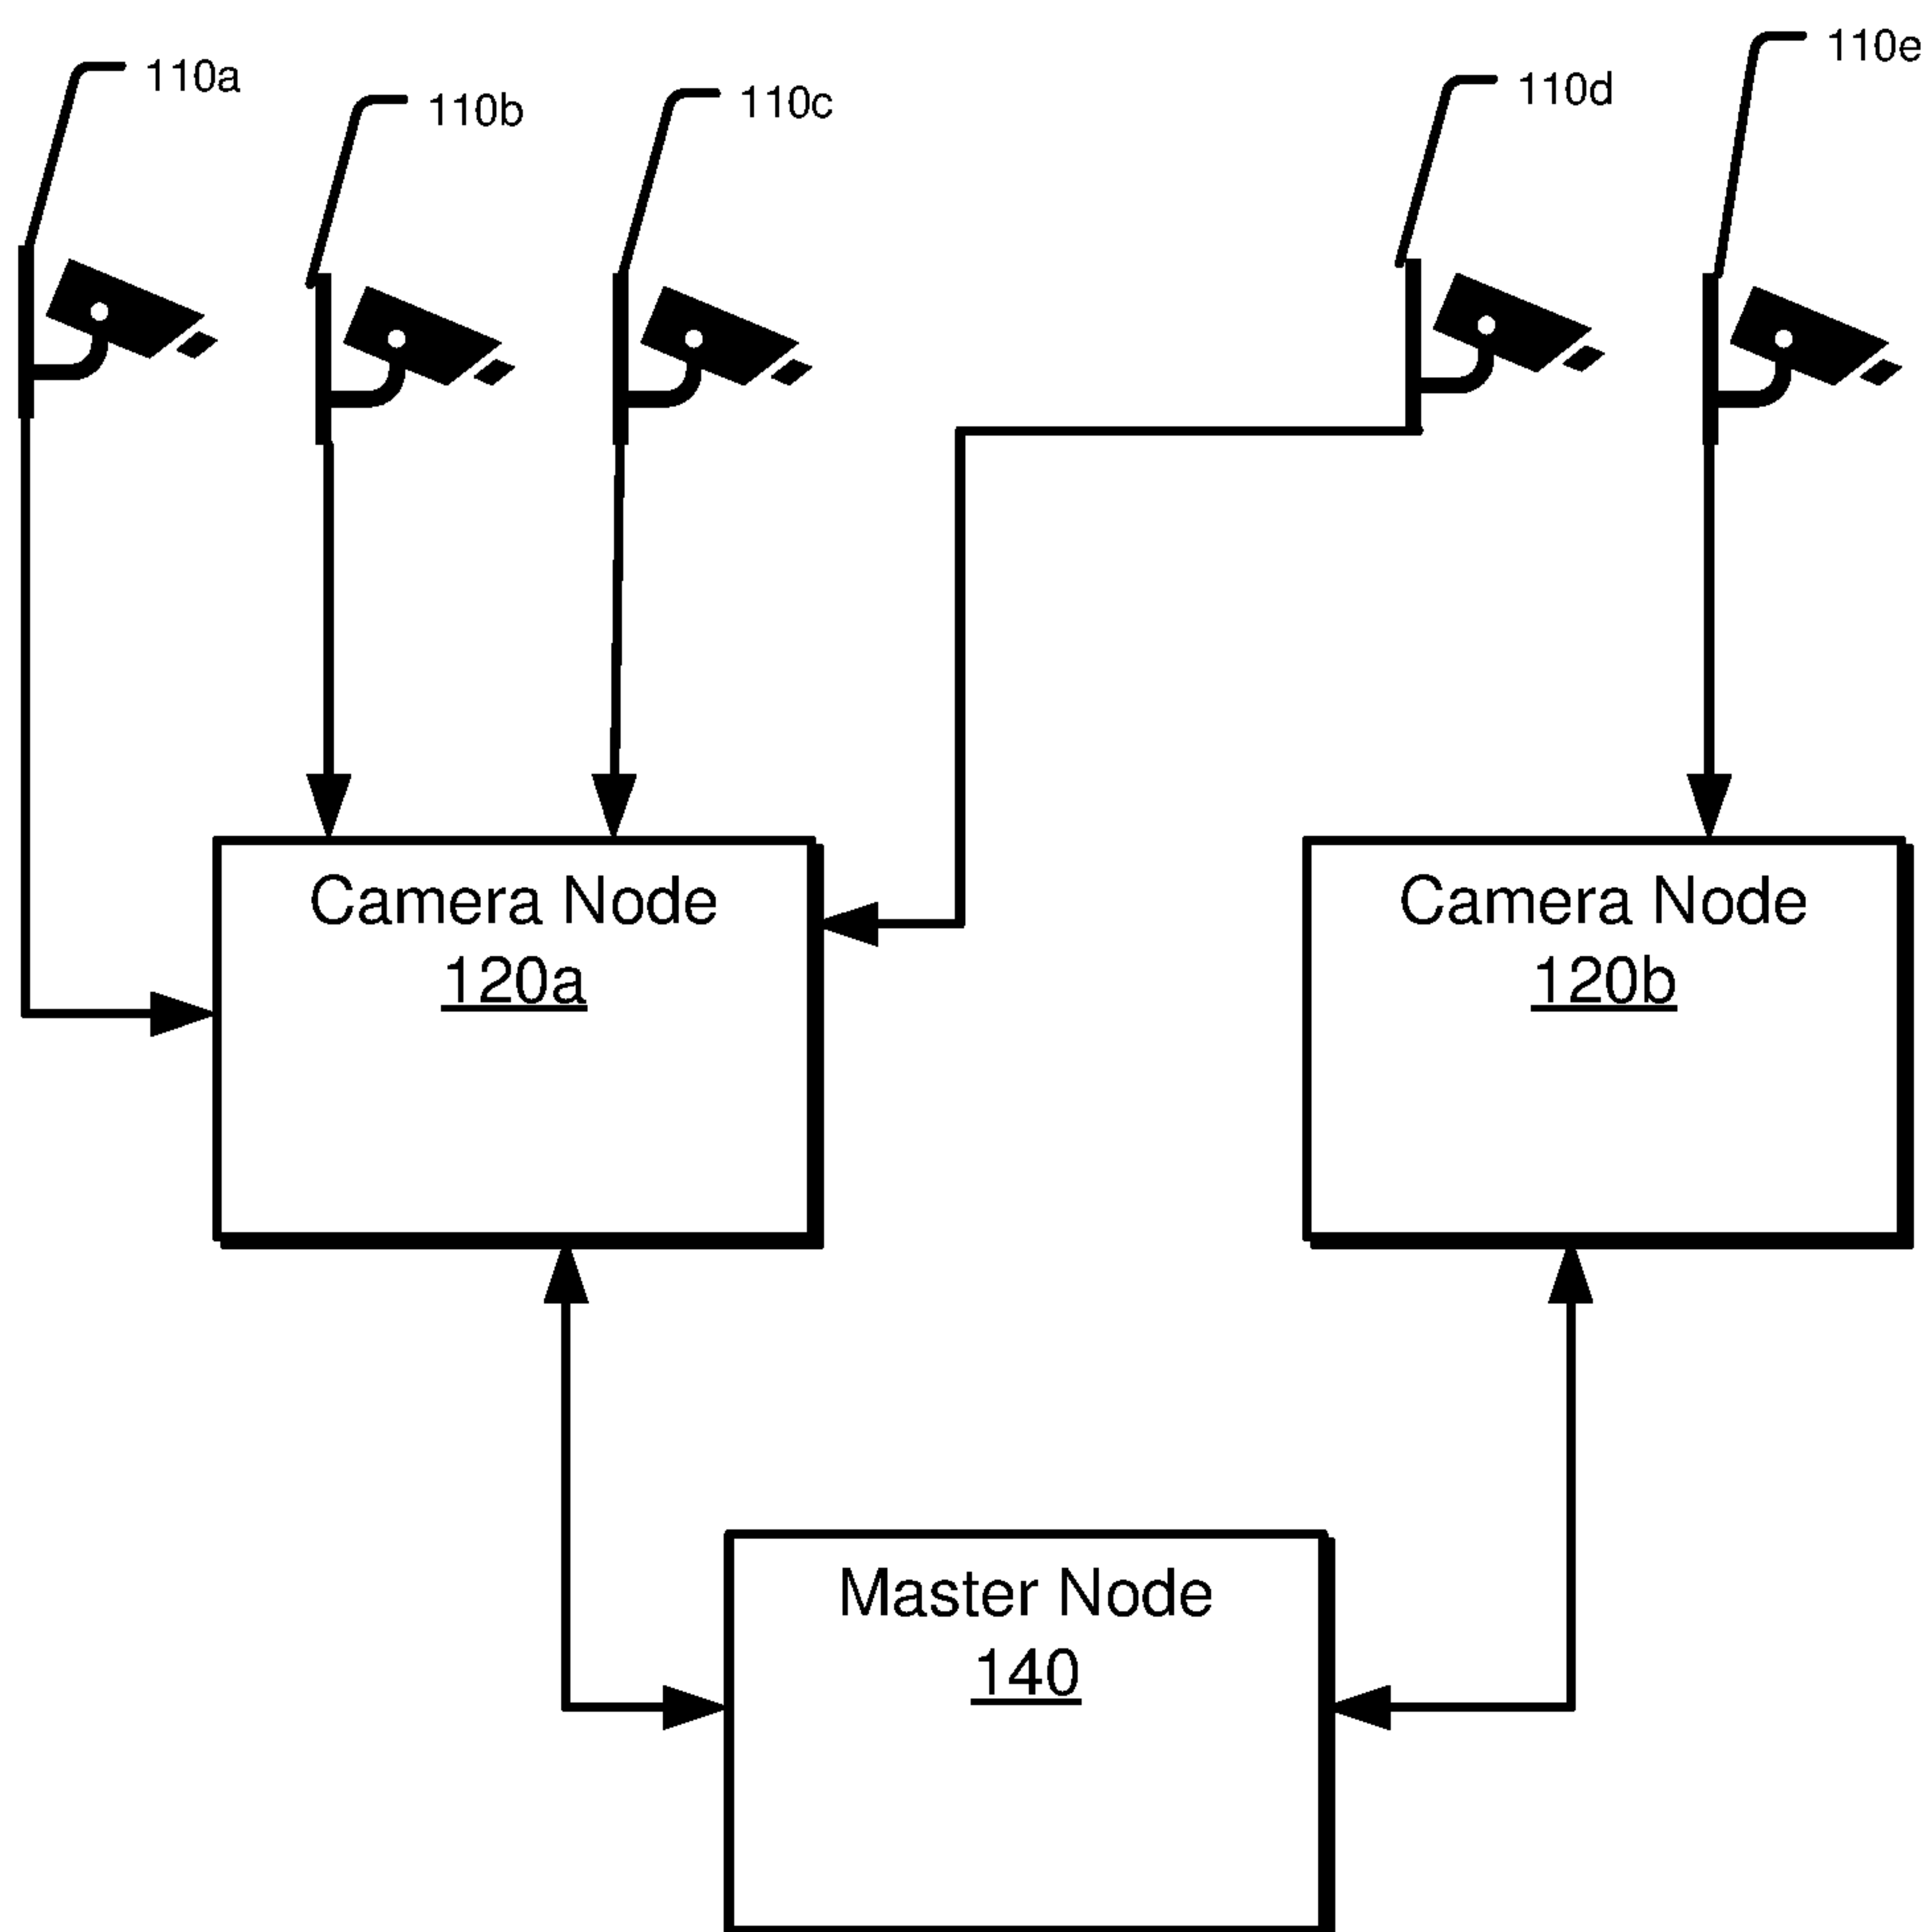 110a
110b
110c
110d
110e
Camera Node
120a
Camera Node
120b
Master Node
140